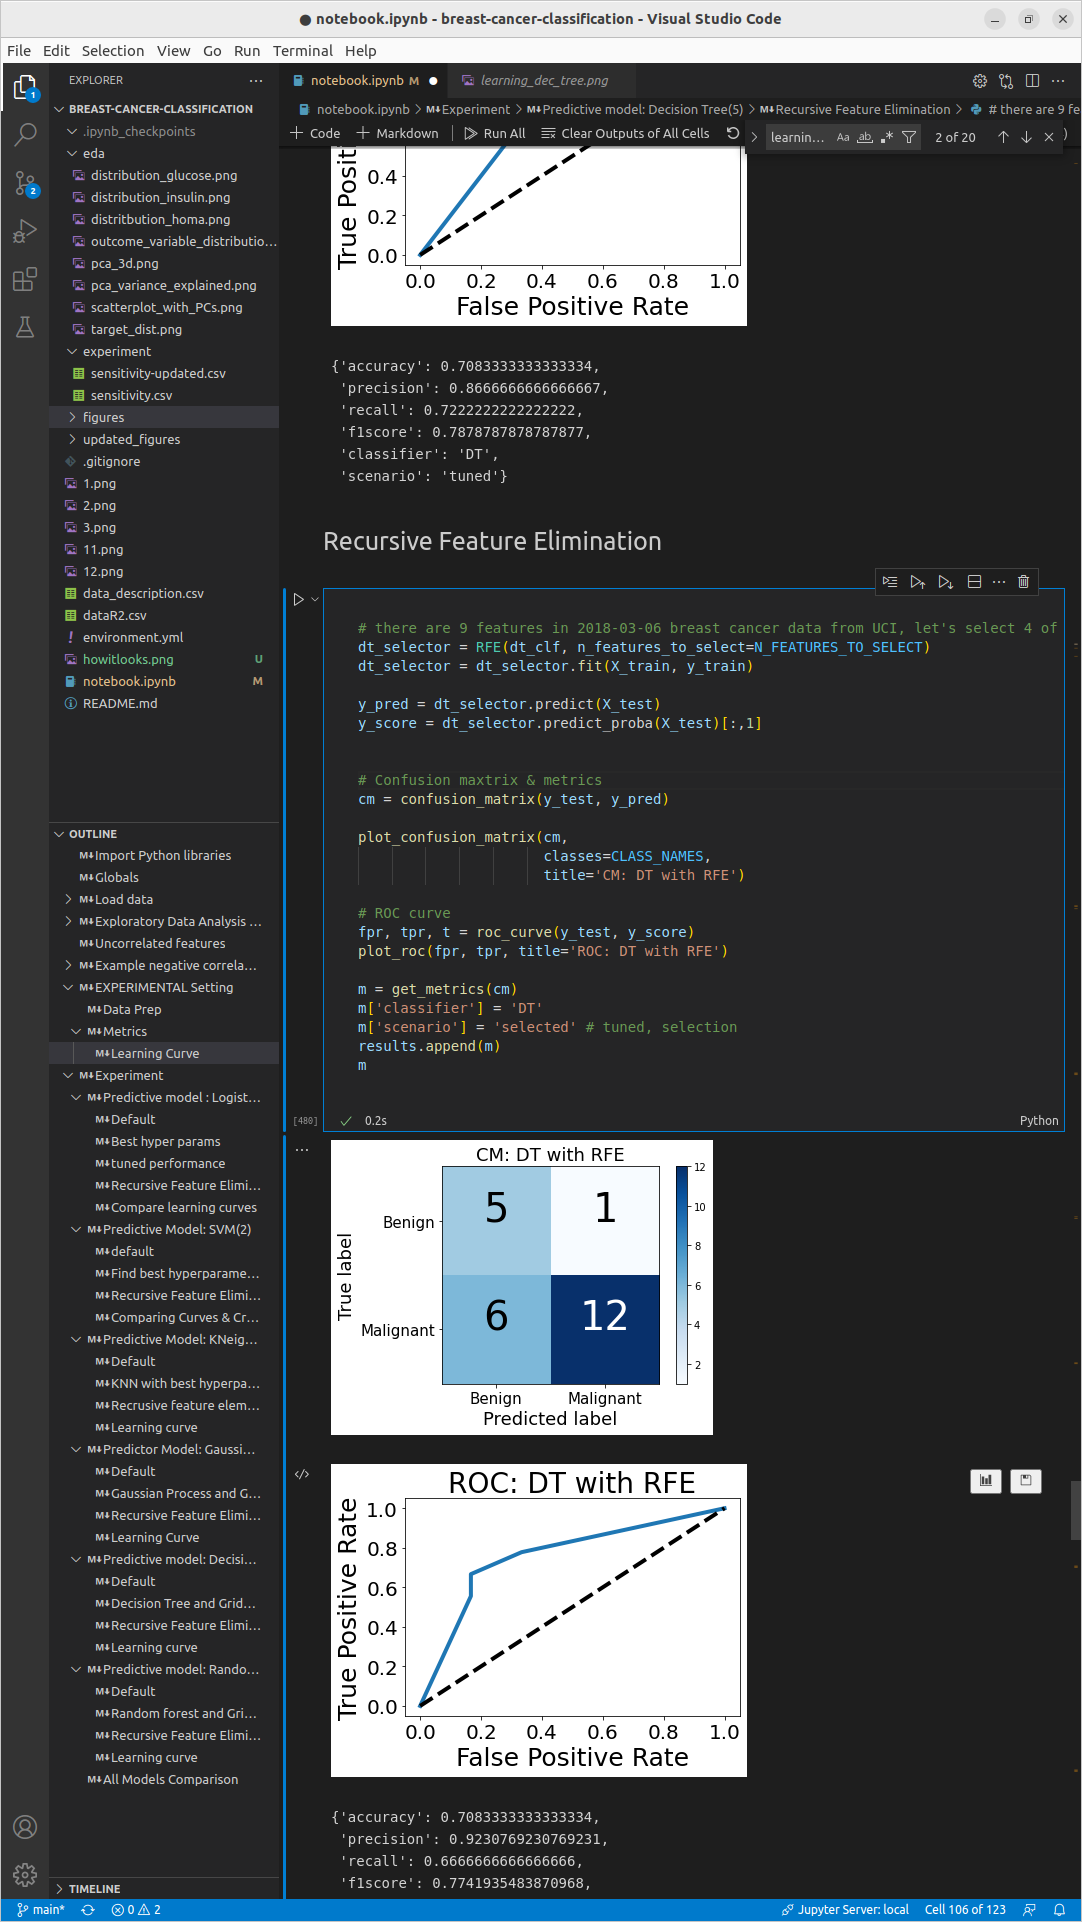 ● notebook.ipynb - breast-cancer-classification - Visual Studio Code
File Edit Selection View Go Run Terminal Help
EXPLORER
BREAST-CANCER-CLASSIFICATION
.ipynb_checkpoints
eda
distribution_glucose.png
distribution_insulin.png
distritbution_homa.png
outcome_variable_distributio...
pca_3d.png
pca_variance_explained.png
scatterplot_with_PCs.png
target_dist.png
experiment
sensitivity-updated.csv
sensitivity.csv
figures
updated_figures
.gitignore
1.png
2.png
3.png
11.png
12.png
data_description.csv
dataR2.csv
environment.yml
howitlooks.png U
notebook.ipynb M
README.md
OUTLINE
M↓Import Python libraries
M↓Globals
M↓Load data
M↓Exploratory Data Analysis ...
M↓Uncorrelated features
M↓Example negative correla...
M↓EXPERIMENTAL Setting
M↓Data Prep
M↓Metrics
M↓Learning Curve
M↓Experiment
M↓Predictive model : Logist...
M↓Default
M↓Best hyper params
M↓tuned performance
M↓Recursive Feature Elimi...
M↓Compare learning curves
M↓Predictive Model: SVM(2)
M↓default
M↓Find best hyperparame...
M↓Recursive Feature Elimi...
M↓Comparing Curves & Cr...
M↓Predictive Model: KNeig...
M↓Default
M↓KNN with best hyperpa...
M↓Recrusive feature elem...
M↓Learning curve
M↓Predictor Model: Gaussi...
M↓Default
M↓Gaussian Process and G...
M↓Recursive Feature Elimi...
M↓Learning Curve
M↓Predictive model: Decisi...
M↓Default
M↓Decision Tree and Grid...
M↓Recursive Feature Elimi...
M↓Learning curve
M↓Predictive model: Rando...
M↓Default
M↓Random forest and Gri...
M↓Recursive Feature Elimi...
M↓Learning curve
M↓All Models Comparison
TIMELINE
1
2
notebook.ipynb M ● learning_dec_tree.png
notebook.ipynb > M↓Experiment > M↓Predictive model: Decision Tree(5) > M↓Recursive Feature Elimination > # there are 9 fe
+ Code + Markdown Run All Clear Outputs of All Cells
learnin... Aa ab .* 2 of 20
True Posit
0.4
0.2
0.0
0.0 0.2 0.4 0.6 0.8 1.0
False Positive Rate
{'accuracy': 0.7083333333333334,
'precision': 0.8666666666666667,
'recall': 0.7222222222222222,
'f1score': 0.7878787878787877,
'classifier': 'DT',
'scenario': 'tuned'}
Recursive Feature Elimination
# there are 9 features in 2018-03-06 breast cancer data from UCI, let's select 4 of
dt_selector = RFE(dt_clf, n_features_to_select=N_FEATURES_TO_SELECT)
dt_selector = dt_selector.fit(X_train, y_train)
y_pred = dt_selector.predict(X_test)
y_score = dt_selector.predict_proba(X_test)[:,1]
# Confusion maxtrix & metrics
cm = confusion_matrix(y_test, y_pred)
plot_confusion_matrix(cm,
classes=CLASS_NAMES,
title='CM: DT with RFE')
# ROC curve
fpr, tpr, t = roc_curve(y_test, y_score)
plot_roc(fpr, tpr, title='ROC: DT with RFE')
m = get_metrics(cm)
m['classifier'] = 'DT'
m['scenario'] = 'selected' # tuned, selection
results.append(m)
m
[480] ✓ 0.2s Python
CM: DT with RFE
True label
Benign 5 1
Malignant 6 12
Benign Malignant
Predicted label
12
10
8
6
4
2
ROC: DT with RFE
True Positive Rate
1.0
0.8
0.6
0.4
0.2
0.0
0.0 0.2 0.4 0.6 0.8 1.0
False Positive Rate
{'accuracy': 0.7083333333333334,
'precision': 0.9230769230769231,
'recall': 0.6666666666666666,
'f1score': 0.7741935483870968,
main* 0 2 Jupyter Server: local Cell 106 of 123